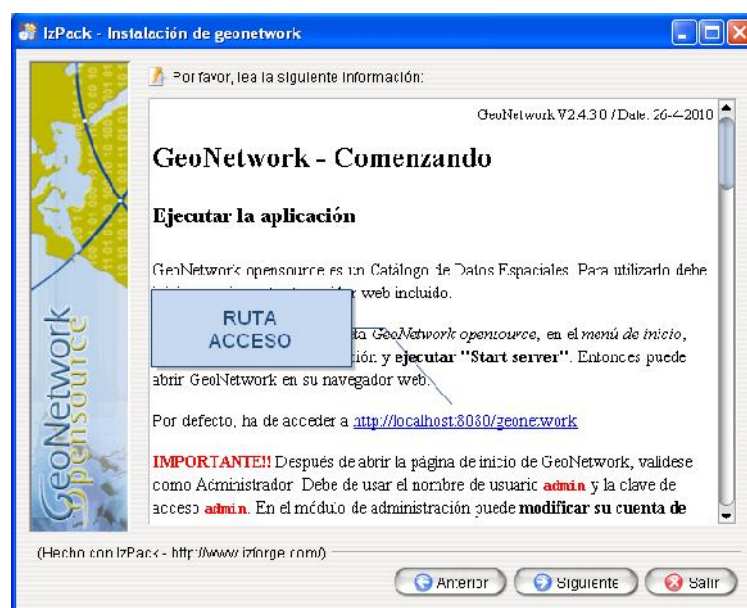 IzPack - Instalación de geonetwork
Por favor, lea la siguiente información:
GeoNetwork V2.4.3.0 / Date: 26-4-2010
GeoNetwork - Comenzando
Ejecutar la aplicación
GeoNetwork opensource es un Catálogo de Datos Espaciales. Para utilizarlo debe
web incluido.
RUTA
ACCESO
GeoNetwork opensource, en el menú de inicio,
y ejecutar "Start server". Entonces puede
abrir GeoNetwork en su navegador web.
Por defecto, ha de acceder a http://localhost:8080/geonetwork
IMPORTANTE!! Después de abrir la página de inicio de GeoNetwork, validese
como Administrador. Debe de usar el nombre de usuario admin y la clave de
acceso admin. En el módulo de administración puede modificar su cuenta de
GeoNetwork
Opensource
(Hecho con IzPack - http://www.izforge.com/)
Anterior
Siguiente
Salir